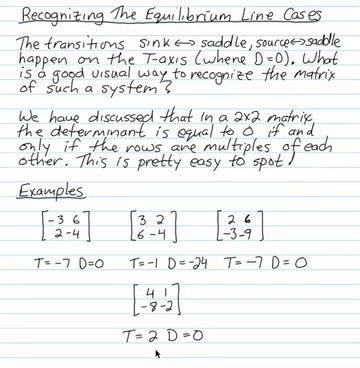 Recognizing The Equilibrium Line Cases
The transitions sink↔saddle, source↔saddle
happen on the T-axis (where D=0). What
is a good visual way to recognize the matrix
of such a system?
We have discussed that in a 2x2 matrix
the determinant is equal to 0 if and
only if the rows are multiples of each
other. This is pretty easy to spot!
Examples
[-3 6 [3 2 [2 6
2 -4] 6 -4] -3 -9]
T=-7 D=0 T=-1 D=-24 T=-7 D=0
[4 1
-8 -2]
T=2 D=0